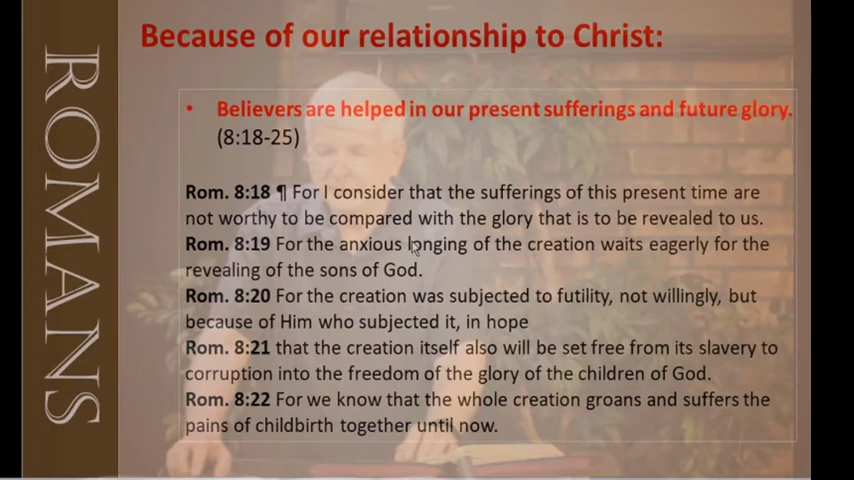 ROMANS
Because of our relationship to Christ:
• Believers are helped in our present sufferings and future glory.
(8:18-25)
Rom. 8:18 ¶ For I consider that the sufferings of this present time are
not worthy to be compared with the glory that is to be revealed to us.
Rom. 8:19 For the anxious longing of the creation waits eagerly for the
revealing of the sons of God.
Rom. 8:20 For the creation was subjected to futility, not willingly, but
because of Him who subjected it, in hope
Rom. 8:21 that the creation itself also will be set free from its slavery to
corruption into the freedom of the glory of the children of God.
Rom. 8:22 For we know that the whole creation groans and suffers the
pains of childbirth together until now.